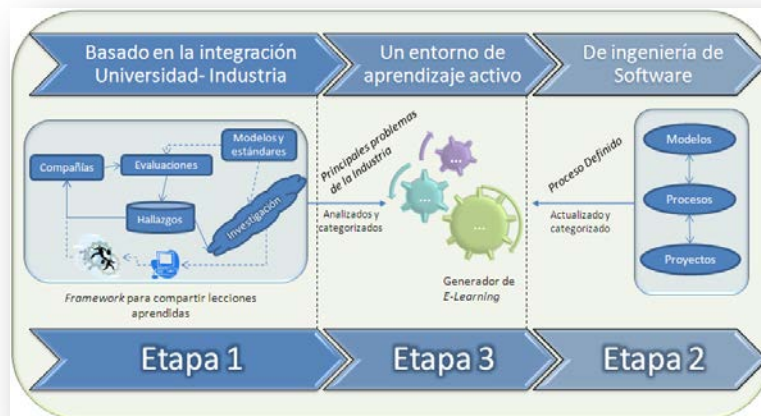 Basado en la integración
Universidad- Industria
Un entorno de
aprendizaje activo
De ingeniería de
Software
Compañías
Evaluaciones
Modelos y
estándares
Hallazgos
Investigación
Framework para compartir lecciones
aprendidas
Principales problemas
de la Industria
Analizados y
categorizados
...
...
...
Generador de
E-Learning
Proceso Definido
Actualizado y
categorizado
Modelos
Procesos
Proyectos
Etapa 1
Etapa 3
Etapa 2